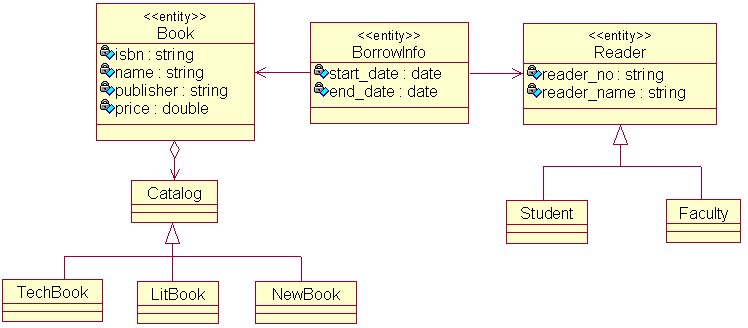 <<entity>>
Book
isbn : string
name : string
publisher : string
price : double
<<entity>>
BorrowInfo
start_date : date
end_date : date
<<entity>>
Reader
reader_no : string
reader_name : string
Catalog
Student
Faculty
TechBook
LitBook
NewBook